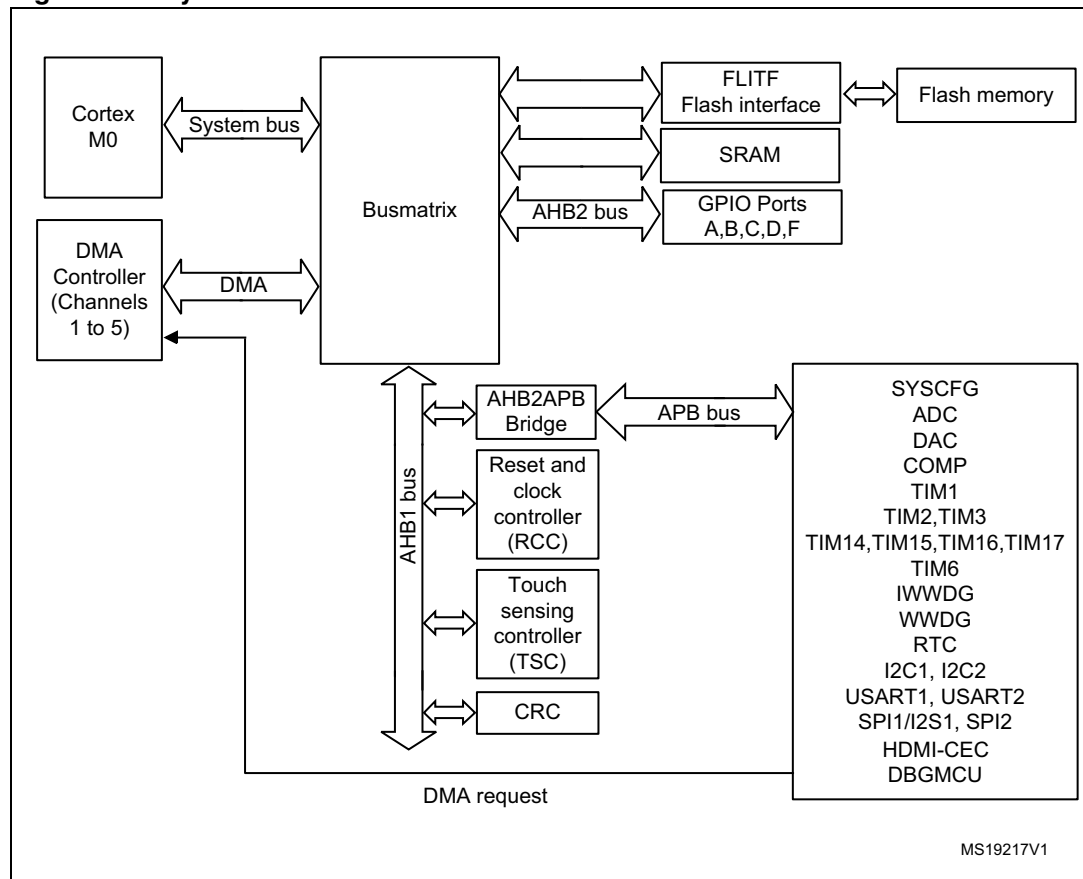 Cortex
M0
System bus
Busmatrix
FLITF
Flash interface
Flash memory
SRAM
AHB2 bus
GPIO Ports
A,B,C,D,F
DMA
Controller
(Channels
1 to 5)
DMA
AHB1 bus
AHB2APB
Bridge
APB bus
Reset and
clock
controller
(RCC)
Touch
sensing
controller
(TSC)
CRC
SYSCFG
ADC
DAC
COMP
TIM1
TIM2,TIM3
TIM14,TIM15,TIM16,TIM17
TIM6
IWWDG
WWDG
RTC
I2C1, I2C2
USART1, USART2
SPI1/I2S1, SPI2
HDMI-CEC
DBGMCU
DMA request
MS19217V1